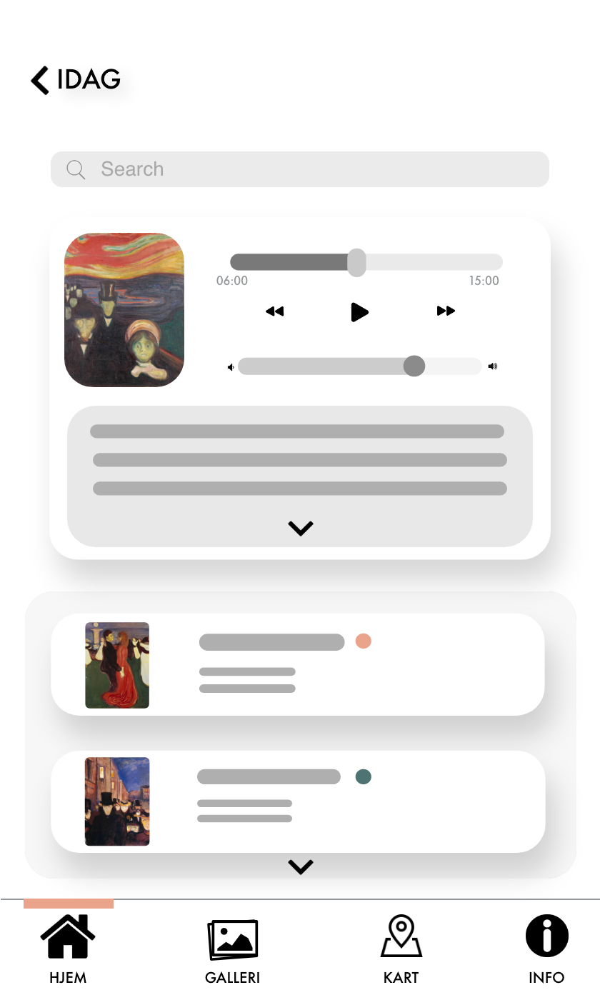 IDAG
Search
06:00 15:00
HJEM GALLERI KART INFO